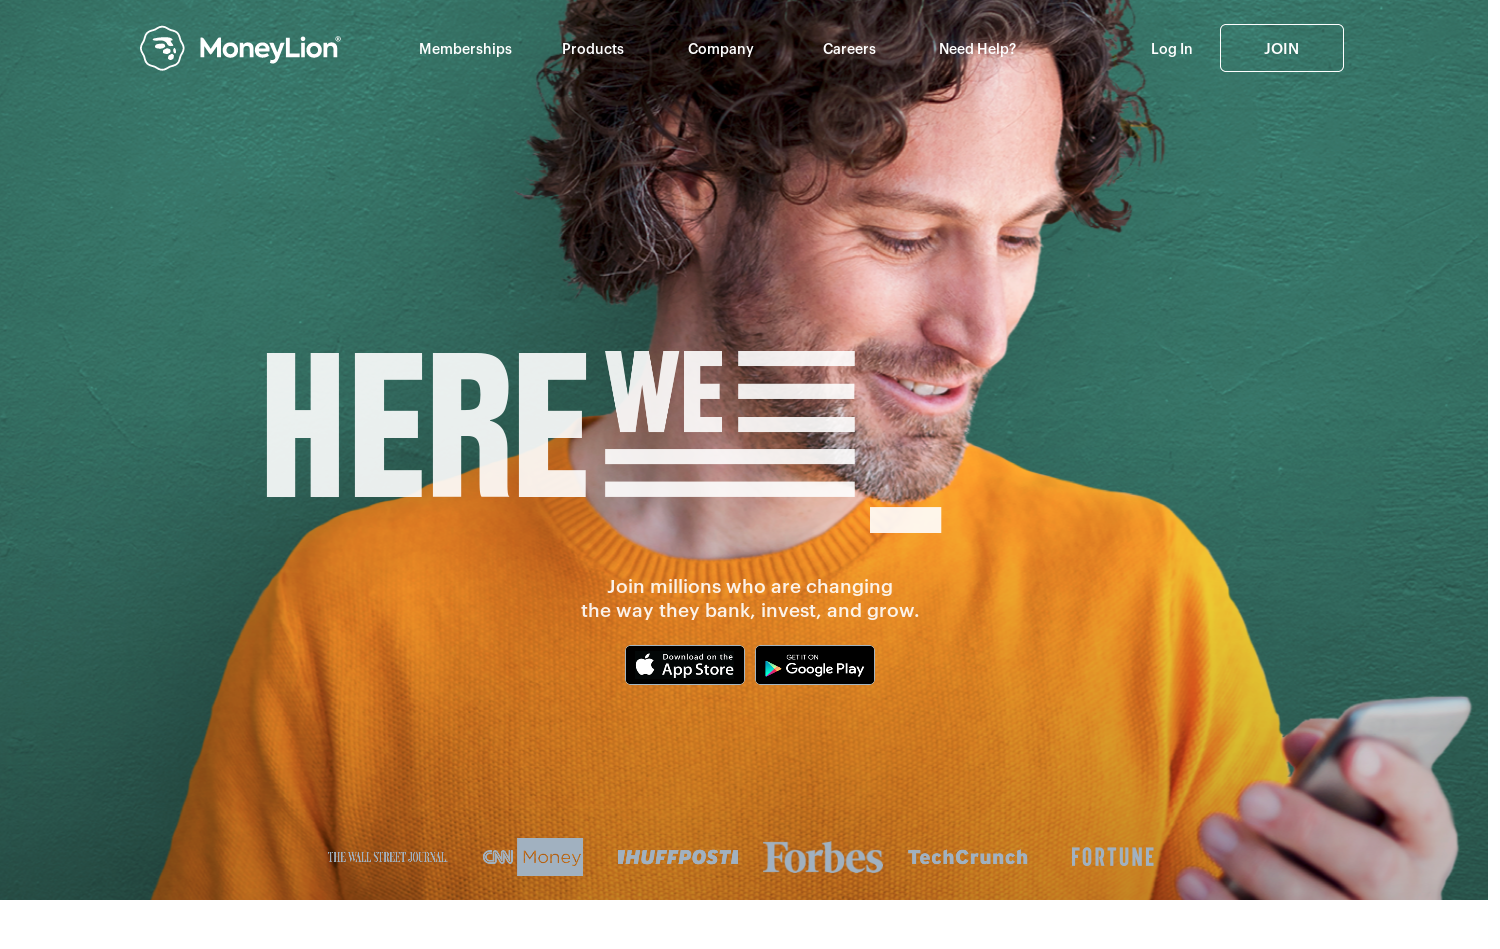 MoneyLion®
Memberships
Products
Company
Careers
Need Help?
Log In
JOIN
HERE WE
Join millions who are changing
the way they bank, invest, and grow.
Download on the
App Store
GET IT ON
Google Play
THE WALL STREET JOURNAL.
CNN Money
HUFFPOST
Forbes
TechCrunch
FORTUNE